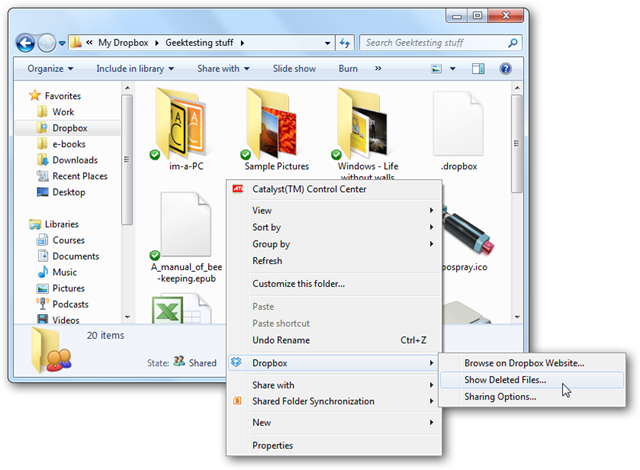 My Dropbox Geektesting stuff Search Geektesting stuff
Organize Include in library Share with Slide show Burn »
Favorites
Work
Dropbox
e-books
Downloads
Recent Places
Desktop
Libraries
Courses
Documents
Music
Pictures
Podcasts
Videos
im-a-PC
Sample Pictures
Windows - Life
without walls
.dropbox
A_manual_of_bee
-keeping.epub
pospray.ico
20 items
State: Shared
Catalyst(TM) Control Center
View
Sort by
Group by
Refresh
Customize this folder...
Paste
Paste shortcut
Undo Rename Ctrl+Z
Dropbox
Share with
Shared Folder Synchronization
New
Properties
Browse on Dropbox Website...
Show Deleted Files...
Sharing Options...